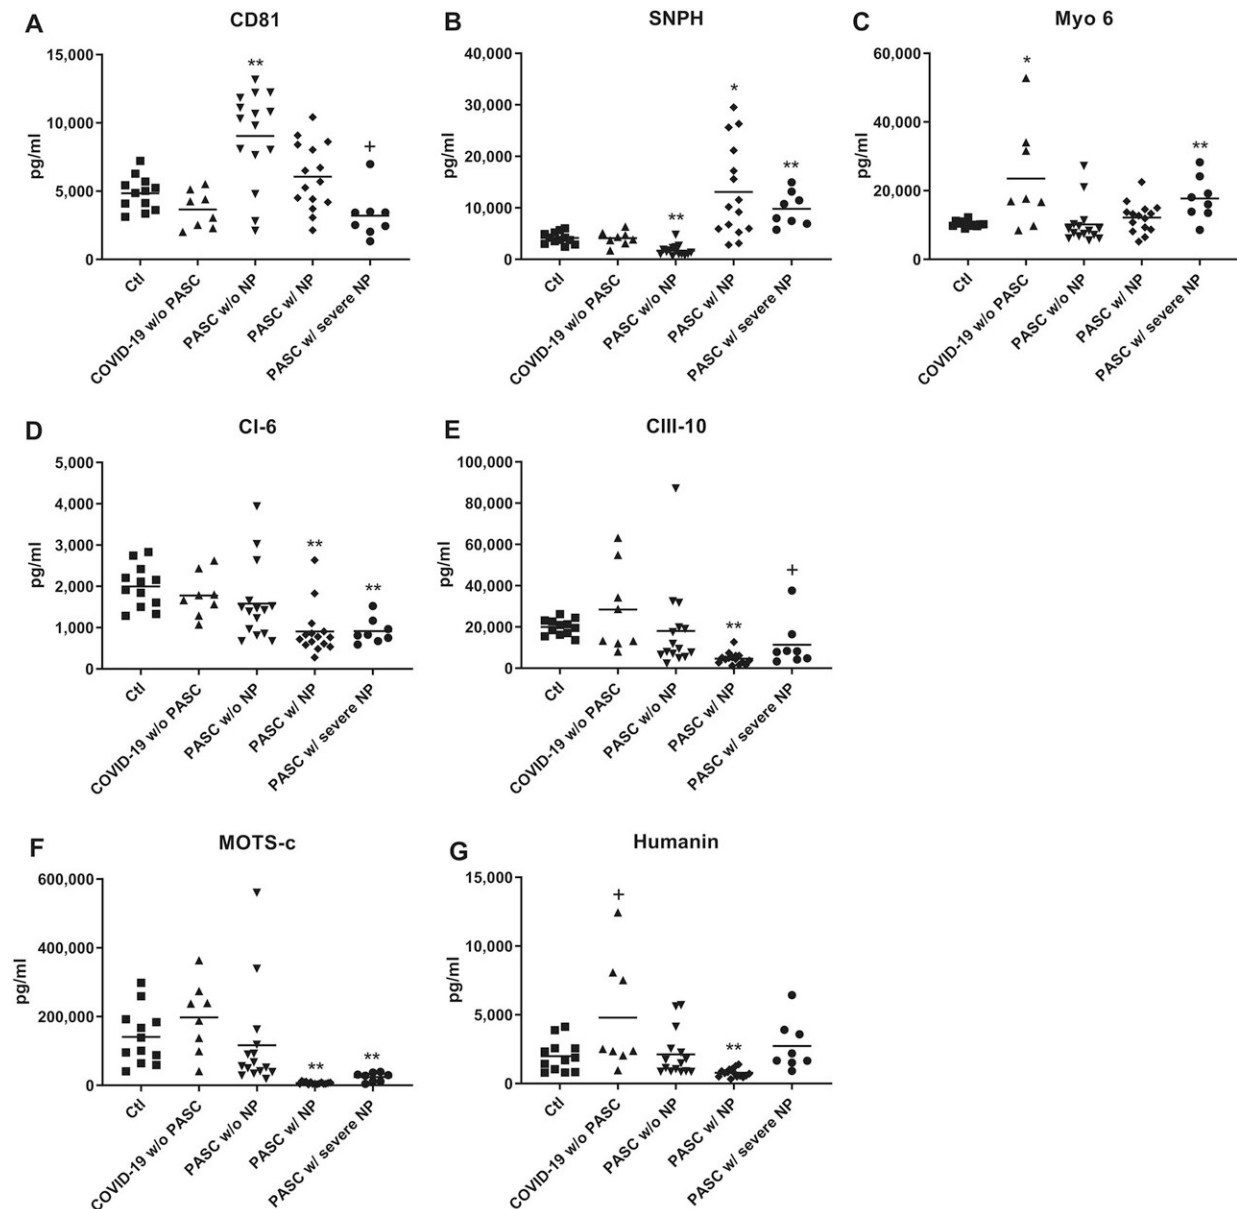 A
CD81
15,000
10,000
5,000
0
pg/ml
**
+
Ctl
COVID-19 w/o PASC
PASC w/o NP
PASC w/ NP
PASC w/ severe NP
B
SNPH
40,000
30,000
20,000
10,000
0
pg/ml
**
*
**
Ctl
COVID-19 w/o PASC
PASC w/o NP
PASC w/ NP
PASC w/ severe NP
C
Myo 6
60,000
40,000
20,000
0
pg/ml
*
**
Ctl
COVID-19 w/o PASC
PASC w/o NP
PASC w/ NP
PASC w/ severe NP
D
CI-6
5,000
4,000
3,000
2,000
1,000
0
pg/ml
**
**
Ctl
COVID-19 w/o PASC
PASC w/o NP
PASC w/ NP
PASC w/ severe NP
E
CIII-10
100,000
80,000
60,000
40,000
20,000
0
pg/ml
**
+
Ctl
COVID-19 w/o PASC
PASC w/o NP
PASC w/ NP
PASC w/ severe NP
F
MOTS-c
600,000
400,000
200,000
0
pg/ml
**
**
Ctl
COVID-19 w/o PASC
PASC w/o NP
PASC w/ NP
PASC w/ severe NP
G
Humanin
15,000
10,000
5,000
0
pg/ml
+
**
Ctl
COVID-19 w/o PASC
PASC w/o NP
PASC w/ NP
PASC w/ severe NP